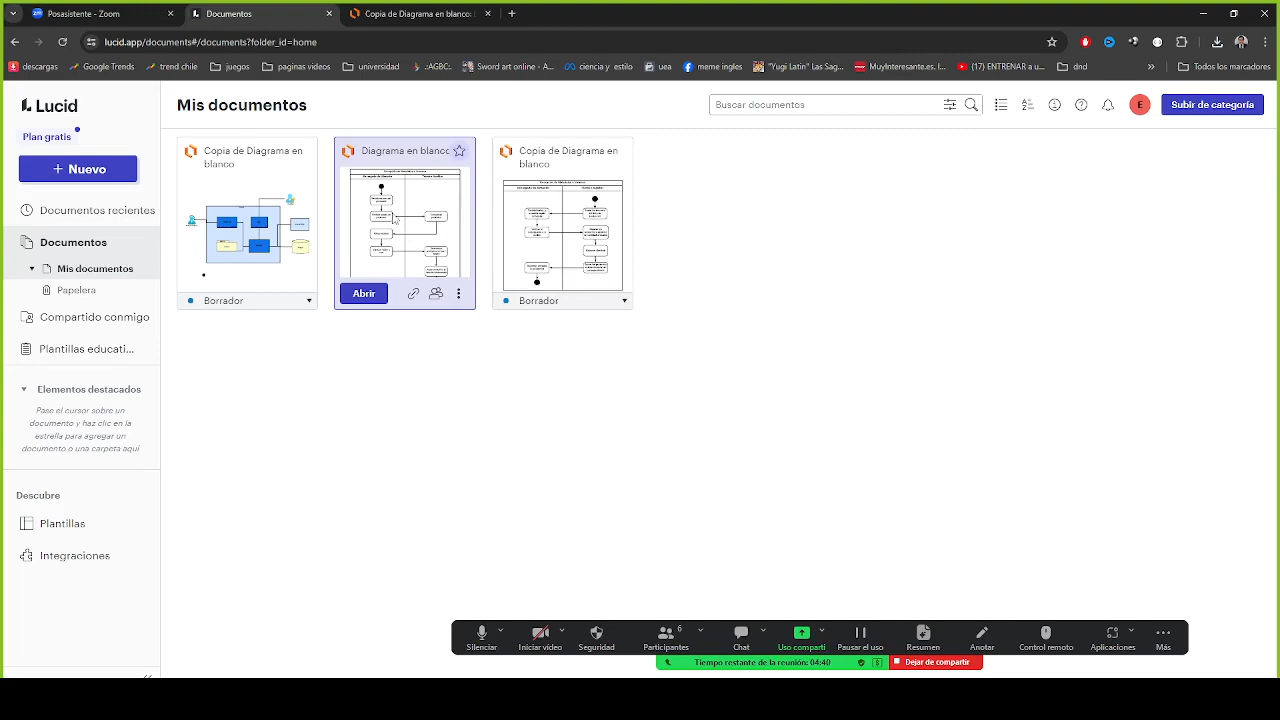 Posasistente - Zoom
Documentos
Copia de Diagrama en blanco:
lucid.app/documents#/documents?folder_id=home
descargas
Google Trends
trend chile
juegos
paginas videos
universidad
.:AGBC:.
Sword art online - A...
ciencia y estilo
uea
meme ingles
"Yugi Latin" Las Sag...
MuyInteresante.es. I...
(17) ENTRENAR a u...
dnd
Todos los marcadores
Lucid
Mis documentos
Buscar documentos
E
Subir de categoría
Plan gratis
+ Nuevo
Documentos recientes
Documentos
Mis documentos
Papelera
Compartido conmigo
Plantillas educati...
Elementos destacados
Pase el cursor sobre un
documento y haz clic en la
estrella para agregar un
documento o una carpeta aquí
Descubre
Plantillas
Integraciones
Copia de Diagrama en
blanco
Borrador
Diagrama en blanco
Abrir
Copia de Diagrama en
blanco
Borrador
Silenciar
Iniciar video
Seguridad
6
Participantes
Chat
Uso comparti
Pausar el uso
Resumen
Anotar
Control remoto
Aplicaciones
Más
Tiempo restante de la reunión: 04:40
Dejar de compartir